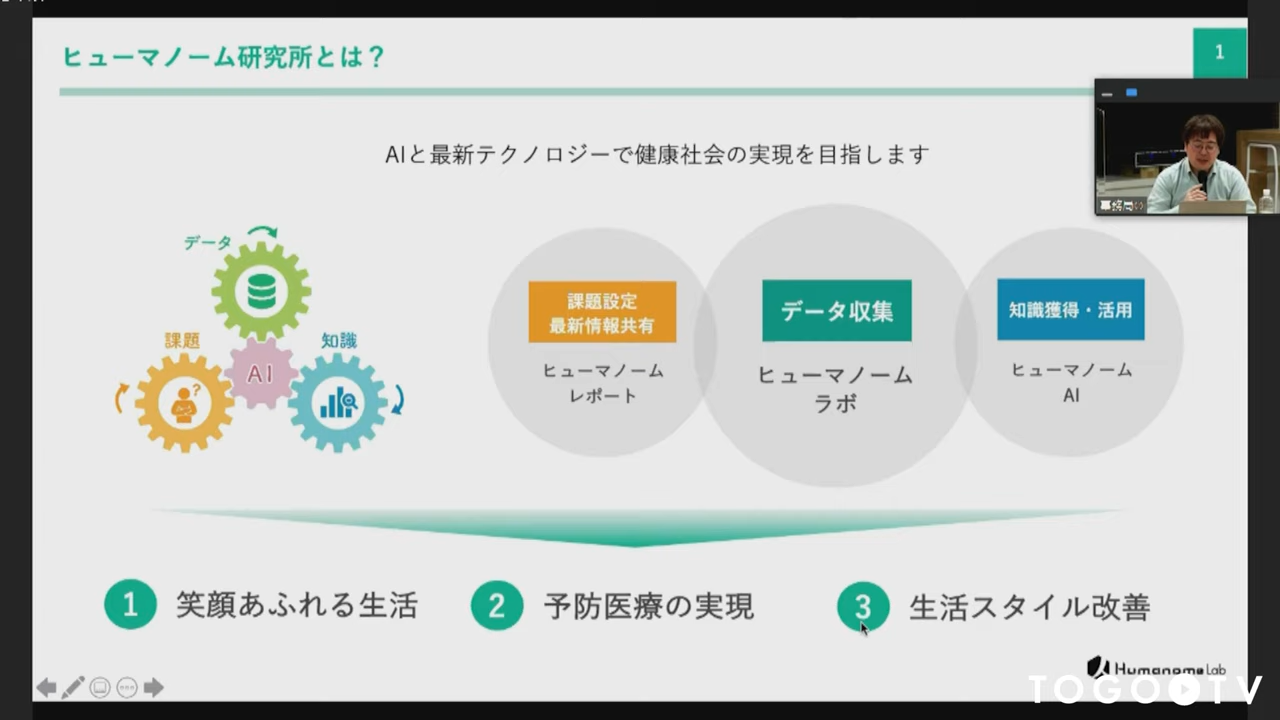 ヒューマノーム研究所とは？
1
AIと最新テクノロジーで健康社会の実現を目指します
データ
課題
知識
AI
課題設定
最新情報共有
ヒューマノーム
レポート
データ収集
ヒューマノーム
ラボ
知識獲得・活用
ヒューマノーム
AI
1 笑顔あふれる生活
2 予防医療の実現
3 生活スタイル改善
Humanome Lab
TOGO TV